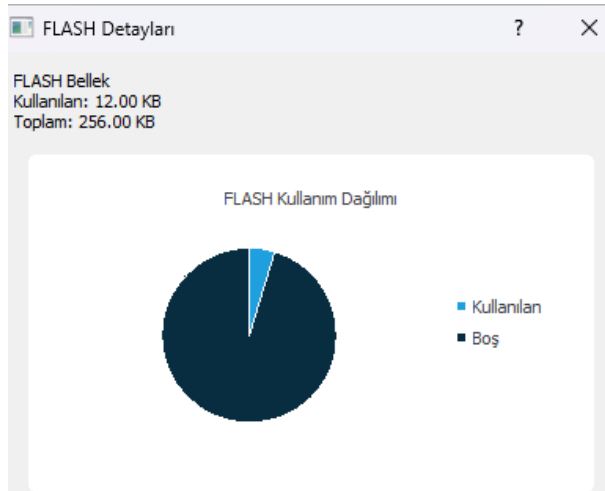 FLASH Detayları ?
FLASH Bellek
Kullanılan: 12.00 KB
Toplam: 256.00 KB
FLASH Kullanım Dağılımı
Kullanılan
Boş